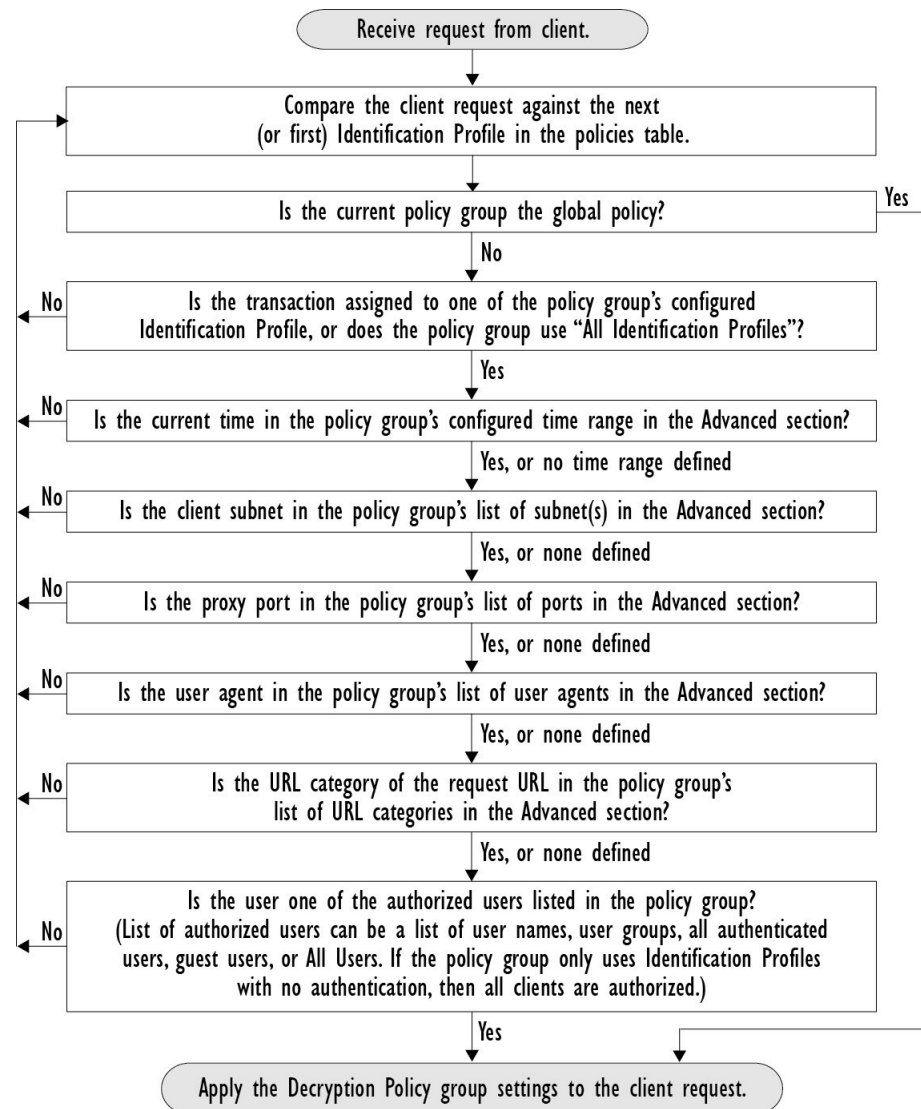 Receive request from client.
Compare the client request against the next
(or first) Identification Profile in the policies table.
Yes
Is the current policy group the global policy?
No
No
Is the transaction assigned to one of the policy group's configured
Identification Profile, or does the policy group use “All Identification Profiles”?
Yes
No
Is the current time in the policy group's configured time range in the Advanced section?
Yes, or no time range defined
No
Is the client subnet in the policy group's list of subnet(s) in the Advanced section?
Yes, or none defined
No
Is the proxy port in the policy group's list of ports in the Advanced section?
Yes, or none defined
No
Is the user agent in the policy group's list of user agents in the Advanced section?
Yes, or none defined
No
Is the URL category of the request URL in the policy group's
list of URL categories in the Advanced section?
Yes, or none defined
No
Is the user one of the authorized users listed in the policy group?
(List of authorized users can be a list of user names, user groups, all authenticated
users, guest users, or All Users. If the policy group only uses Identification Profiles
with no authentication, then all clients are authorized.)
Yes
Apply the Decryption Policy group settings to the client request.